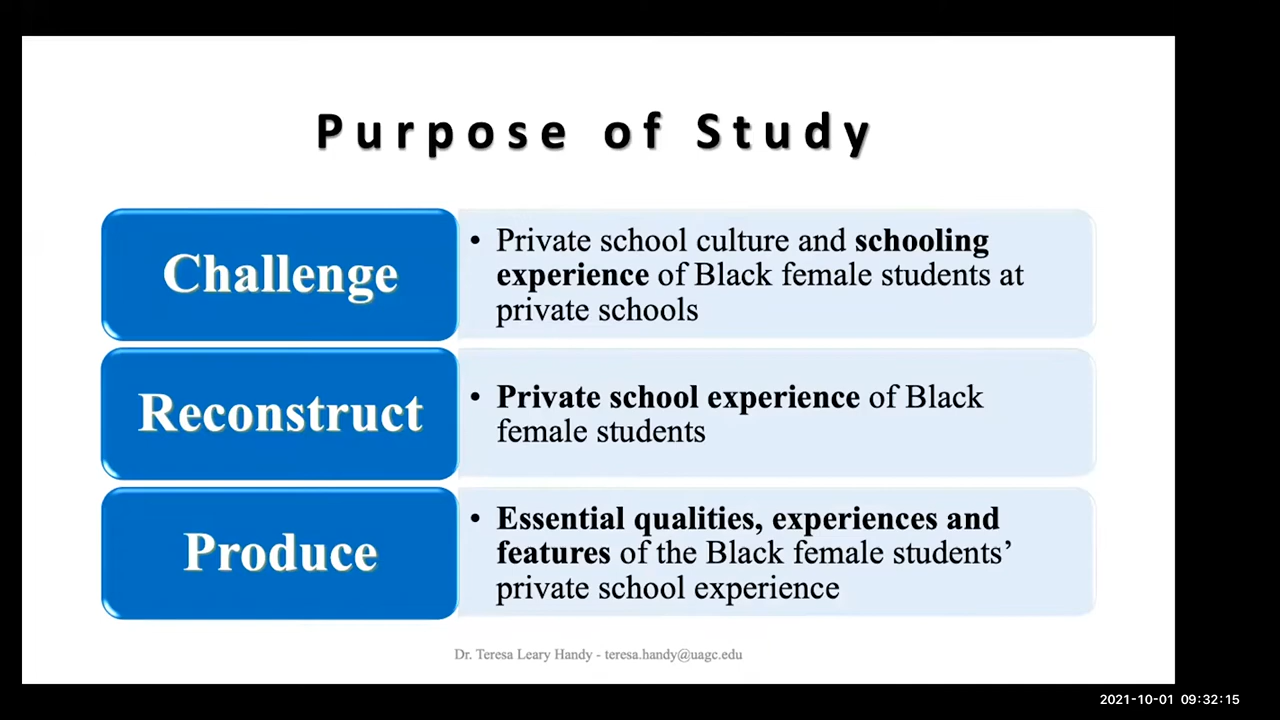 Purpose of Study
Challenge
• Private school culture and schooling
experience of Black female students at
private schools
Reconstruct
• Private school experience of Black
female students
Produce
• Essential qualities, experiences and
features of the Black female students’
private school experience
Dr. Teresa Leary Handy - teresa.handy@uagc.edu
2021-10-01 09:32:15